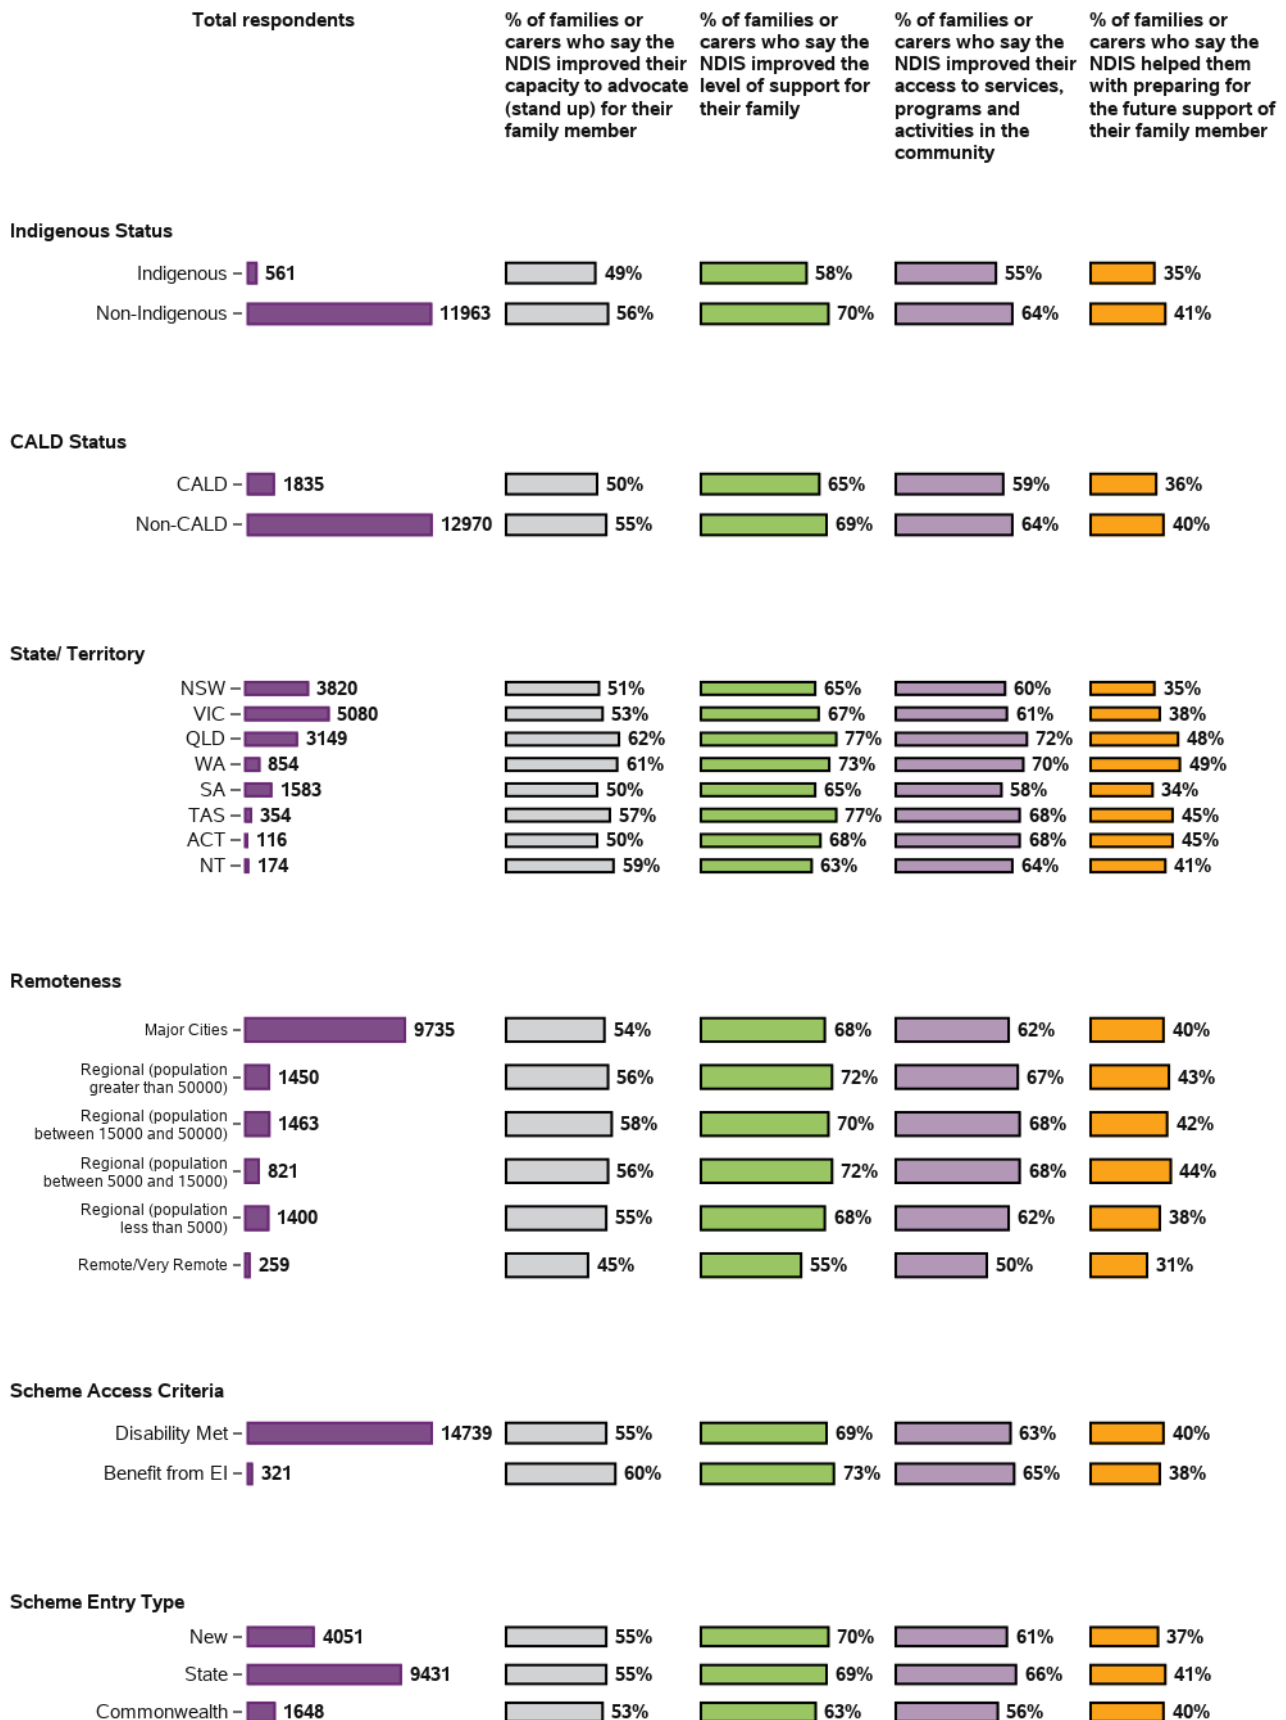 Total respondents
% of families or
carers who say the
NDIS improved their
capacity to advocate
(stand up) for their
family member
% of families or
carers who say the
NDIS improved the
level of support for
their family
% of families or
carers who say the
NDIS improved their
access to services,
programs and
activities in the
community
% of families or
carers who say the
NDIS helped them
with preparing for
the future support of
their family member
Indigenous Status
Indigenous 561 49% 58% 55% 35%
Non-Indigenous 11963 56% 70% 64% 41%
CALD Status
CALD 1835 50% 65% 59% 36%
Non-CALD 12970 55% 69% 64% 40%
State/ Territory
NSW 3820 51% 65% 60% 35%
VIC 5080 53% 67% 61% 38%
QLD 3149 62% 77% 72% 48%
WA 854 61% 73% 70% 49%
SA 1583 50% 65% 58% 34%
TAS 354 57% 77% 68% 45%
ACT 116 50% 68% 68% 45%
NT 174 59% 63% 64% 41%
Remoteness
Major Cities 9735 54% 68% 62% 40%
Regional (population
greater than 50000) 1450 56% 72% 67% 43%
Regional (population
between 15000 and 50000) 1463 58% 70% 68% 42%
Regional (population
between 5000 and 15000) 821 56% 72% 68% 44%
Regional (population
less than 5000) 1400 55% 68% 62% 38%
Remote/Very Remote 259 45% 55% 50% 31%
Scheme Access Criteria
Disability Met 14739 55% 69% 63% 40%
Benefit from EI 321 60% 73% 65% 38%
Scheme Entry Type
New 4051 55% 70% 61% 37%
State 9431 55% 69% 66% 41%
Commonwealth 1648 53% 63% 56% 40%